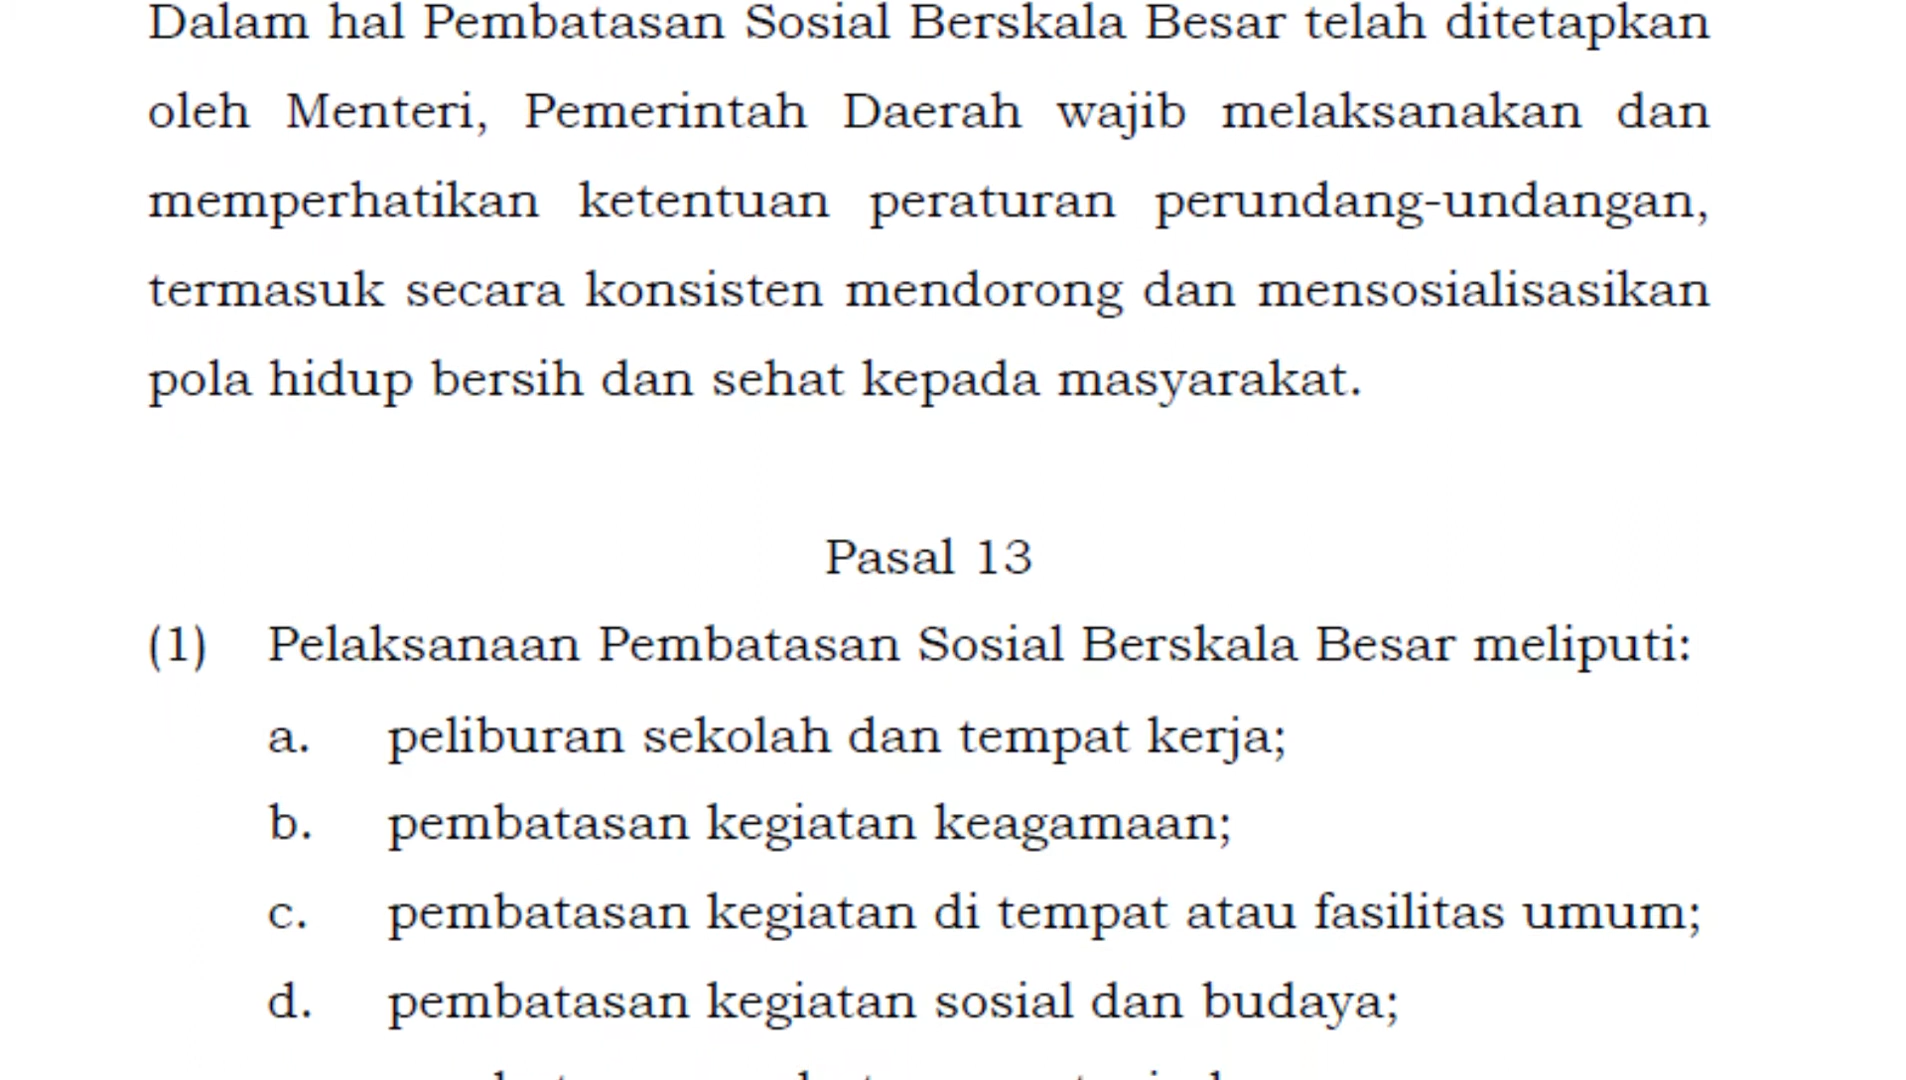 Dalam hal Pembatasan Sosial Berskala Besar telah ditetapkan
oleh Menteri, Pemerintah Daerah wajib melaksanakan dan
memperhatikan ketentuan peraturan perundang-undangan,
termasuk secara konsisten mendorong dan mensosialisasikan
pola hidup bersih dan sehat kepada masyarakat.
Pasal 13
(1) Pelaksanaan Pembatasan Sosial Berskala Besar meliputi:
a. peliburan sekolah dan tempat kerja;
b. pembatasan kegiatan keagamaan;
c. pembatasan kegiatan di tempat atau fasilitas umum;
d. pembatasan kegiatan sosial dan budaya;